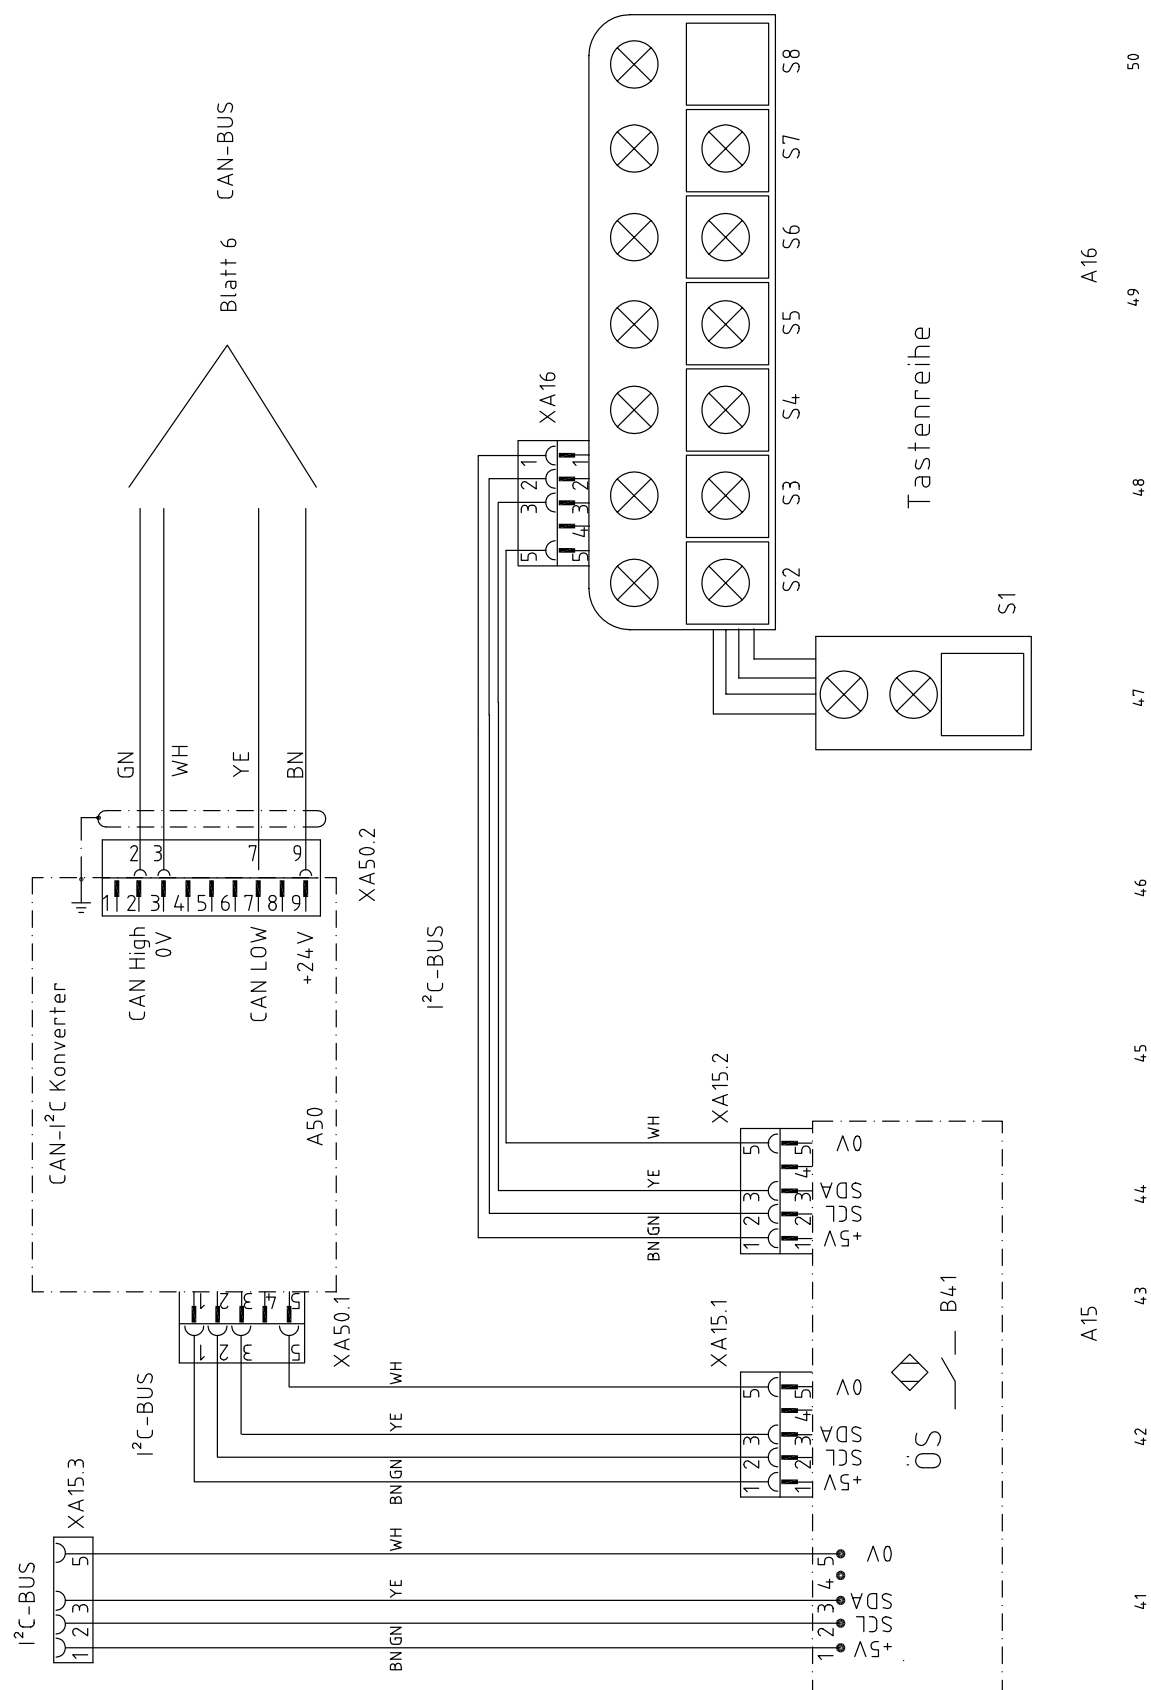 I²C-BUS
XA15.3
1 2 3 5
BN GN YE WH
1 2 3 4 5
+5V SCL SDA 0V
41
I²C-BUS
XA50.1
1 2 3 4 5
1 2 3 5
BN GN YE WH
XA15.1
1 2 3 5
1 2 3 4 5
+5V SCL SDA 0V
ÖS
B41
A15
42
43
CAN-I²C Konverter
A50
CAN High
0V
CAN LOW
+24V
1 2 3 4 5 6 7 8 9
2 3 7 9
XA50.2
GN
WH
YE
BN
Blatt 6 CAN-BUS
I²C-BUS
BN GN YE WH
XA15.2
1 2 3 5
1 2 3 4 5
+5V SCL SDA 0V
44
45
46
XA16
5 3 2 1
5 4 3 2 1
S1
S2 S3 S4 S5 S6 S7 S8
Tastenreihe
A16
47
48
49
50